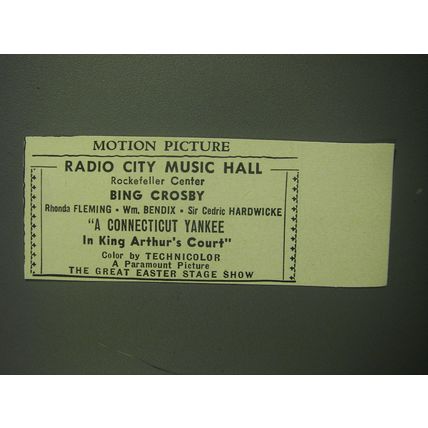 MOTION PICTURE
RADIO CITY MUSIC HALL
Rockefeller Center
BING CROSBY
Rhonda FLEMING • Wm. BENDIX • Sir Cedric HARDWICKE
"A CONNECTICUT YANKEE
In King Arthur's Court"
Color by TECHNICOLOR
A Paramount Picture
THE GREAT EASTER STAGE SHOW